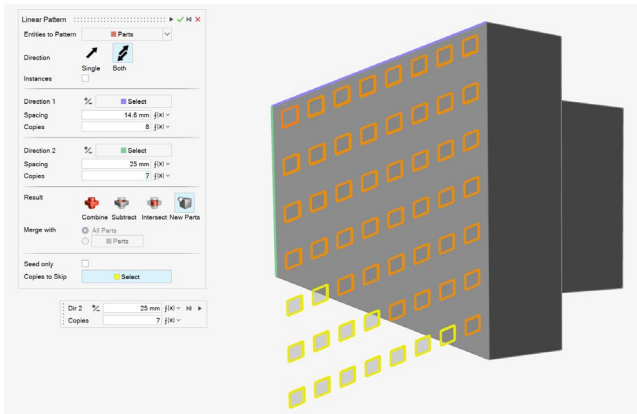 Linear Pattern
Entities to Pattern Parts
Direction
Single Both
Instances
Direction 1 Select
Spacing 14.6 mm ƒ(x)
Copies 8 ƒ(x)
Direction 2 Select
Spacing 25 mm ƒ(x)
Copies 7 ƒ(x)
Result
Combine Subtract Intersect New Parts
Merge with All Parts
Parts
Seed only
Copies to Skip Select
Dir 2 25 mm ƒ(x)
Copies 7 ƒ(x)